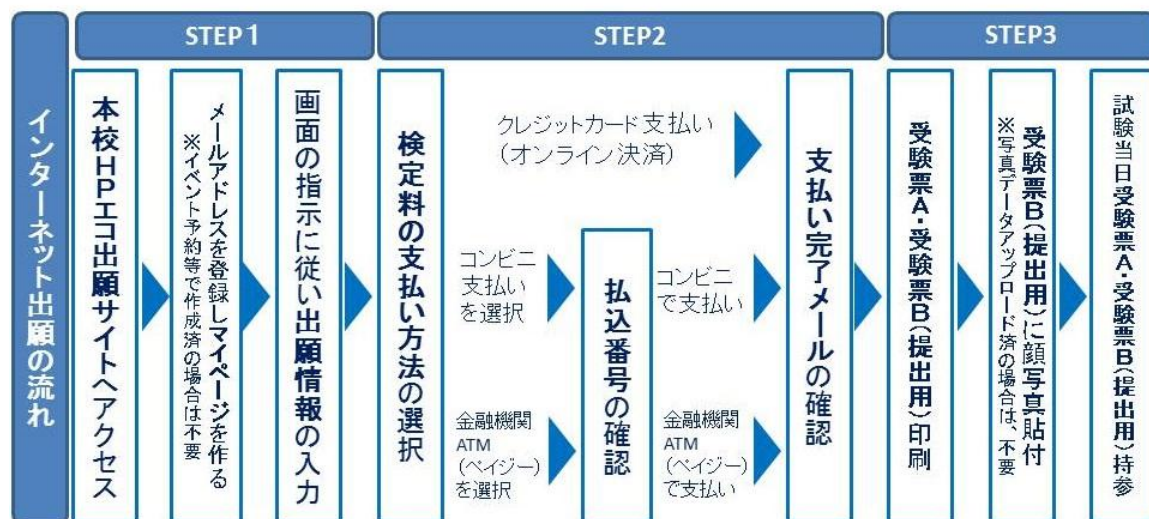 インターネット出願の流れ
STEP1
本校HPエコ出願サイトへアクセス
メールアドレスを登録しマイページを作る
※イベント予約等で作成済の場合は不要
画面の指示に従い出願情報の入力
STEP2
検定料の支払い方法の選択
クレジットカード支払い
(オンライン決済)
コンビニ
支払い
を選択
金融機関
ATM
(ペイジー)
を選択
払込番号の確認
コンビニ
で支払い
金融機関
ATM
(ペイジー)
で支払い
支払い完了メールの確認
STEP3
受験票A・受験票B(提出用)印刷
受験票B(提出用)に顔写真貼付
※写真データアップロード済の場合は、不要
試験当日受験票A・受験票B(提出用)持参